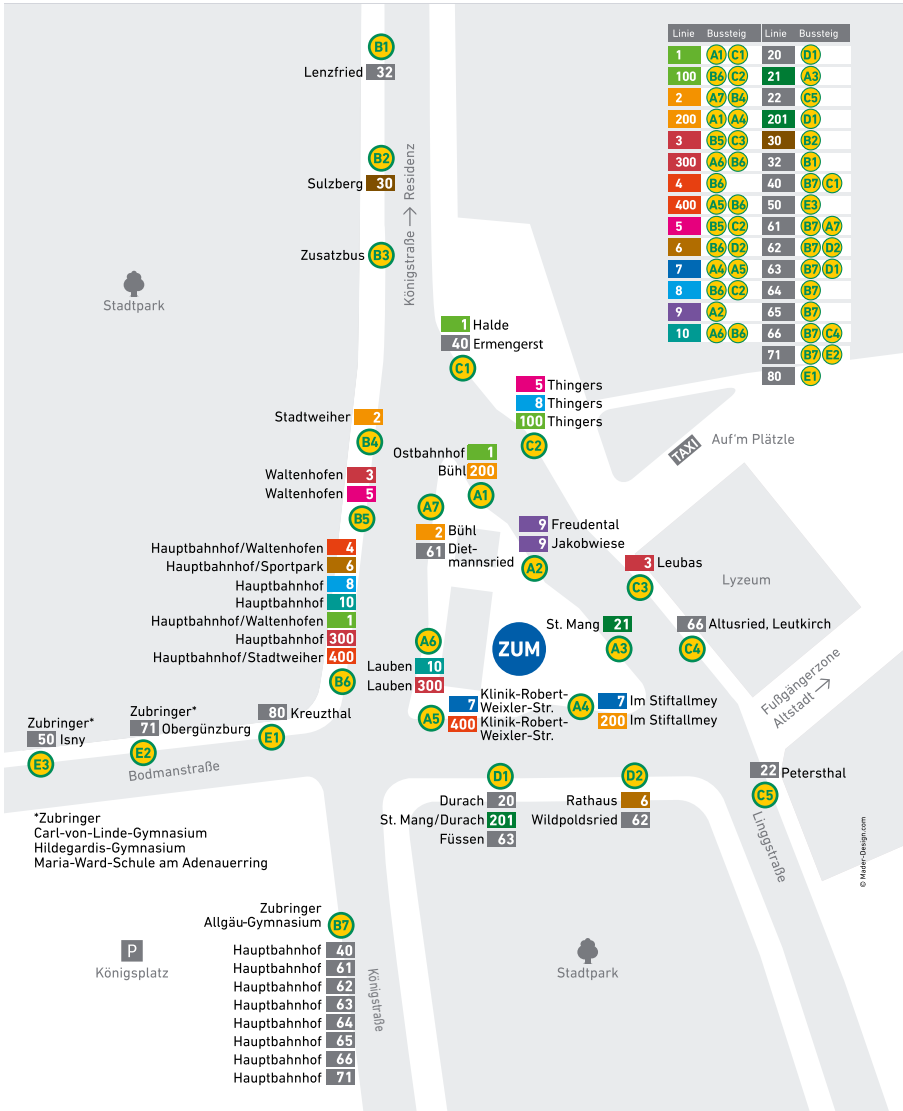 B1
Lenzfried 32
B2
Sulzberg 30
Zusatzbus B3
Königstraße → Residenz
Stadtpark
Linie Bussteig Linie Bussteig
1 A1 C1 20 D1
100 B6 C2 21 A3
2 A7 B4 22 C5
200 A1 A4 201 D1
3 B5 C3 30 B2
300 A6 B6 32 B1
4 B6 40 B7 C1
400 A5 B6 50 E3
5 B5 C2 61 B7 A7
6 B6 D2 62 B7 D2
7 A4 A5 63 B7 D1
8 B6 C2 64 B7
9 A2 65 B7
10 A6 B6 66 B7 C4
71 B7 E2
80 E1
1 Halde
40 Ermengerst
C1
5 Thingers
8 Thingers
100 Thingers
C2
TAXI
Auf'm Plätzle
Stadtweiher 2
B4
Ostbahnhof 1
Bühl 200
A1
Waltenhofen 3
Waltenhofen 5
B5
A7
2 Bühl
61 Diet-
mannsried
9 Freudental
9 Jakobwiese
A2
3 Leubas
C3
Lyzeum
Hauptbahnhof/Waltenhofen 4
Hauptbahnhof/Sportpark 6
Hauptbahnhof 8
Hauptbahnhof 10
Hauptbahnhof/Waltenhofen 1
Hauptbahnhof 300
Hauptbahnhof/Stadtweiher 400
B6
A6
Lauben 10
Lauben 300
ZUM
St. Mang 21
A3
66 Altusried, Leutkirch
C4
Fußgängerzone
Altstadt →
A5
7 Klinik-Robert-
Weixler-Str.
400 Klinik-Robert-
Weixler-Str.
A4
7 Im Stiftallmey
200 Im Stiftallmey
Zubringer*
50 Isny
E3
Zubringer*
71 Obergünzburg
E2
80 Kreuzthal
E1
Bodmanstraße
D1
Durach 20
St. Mang/Durach 201
Füssen 63
D2
Rathaus 6
Wildpoldsried 62
22 Petersthal
C5
Linggstraße
© Mader-Design.com
*Zubringer
Carl-von-Linde-Gymnasium
Hildegardis-Gymnasium
Maria-Ward-Schule am Adenauerring
Zubringer
Allgäu-Gymnasium B7
Hauptbahnhof 40
Hauptbahnhof 61
Hauptbahnhof 62
Hauptbahnhof 63
Hauptbahnhof 64
Hauptbahnhof 65
Hauptbahnhof 66
Hauptbahnhof 71
P
Königsplatz
Königstraße
Stadtpark